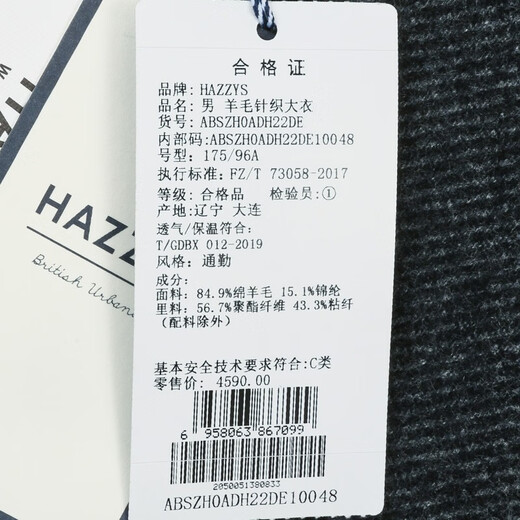 HAZZ
British Urban
合格证
品牌: HAZZYS
品名: 男 羊毛针织大衣
货号: ABSZH0ADH22DE
内部码: ABSZH0ADH22DE10048
号型: 175/96A
执行标准: FZ/T 73058-2017
等级: 合格品 检验员:①
产地: 辽宁 大连
透气/保温符合:
T/GDBX 012-2019
风格: 通勤
成分:
面料: 84.9%绵羊毛 15.1%锦纶
里料: 56.7%聚酯纤维 43.3%粘纤
(配料除外)
基本安全技术要求符合:C类
零售价: 4590.00
6 958063 867099
2050051380833
ABSZH0ADH22DE10048